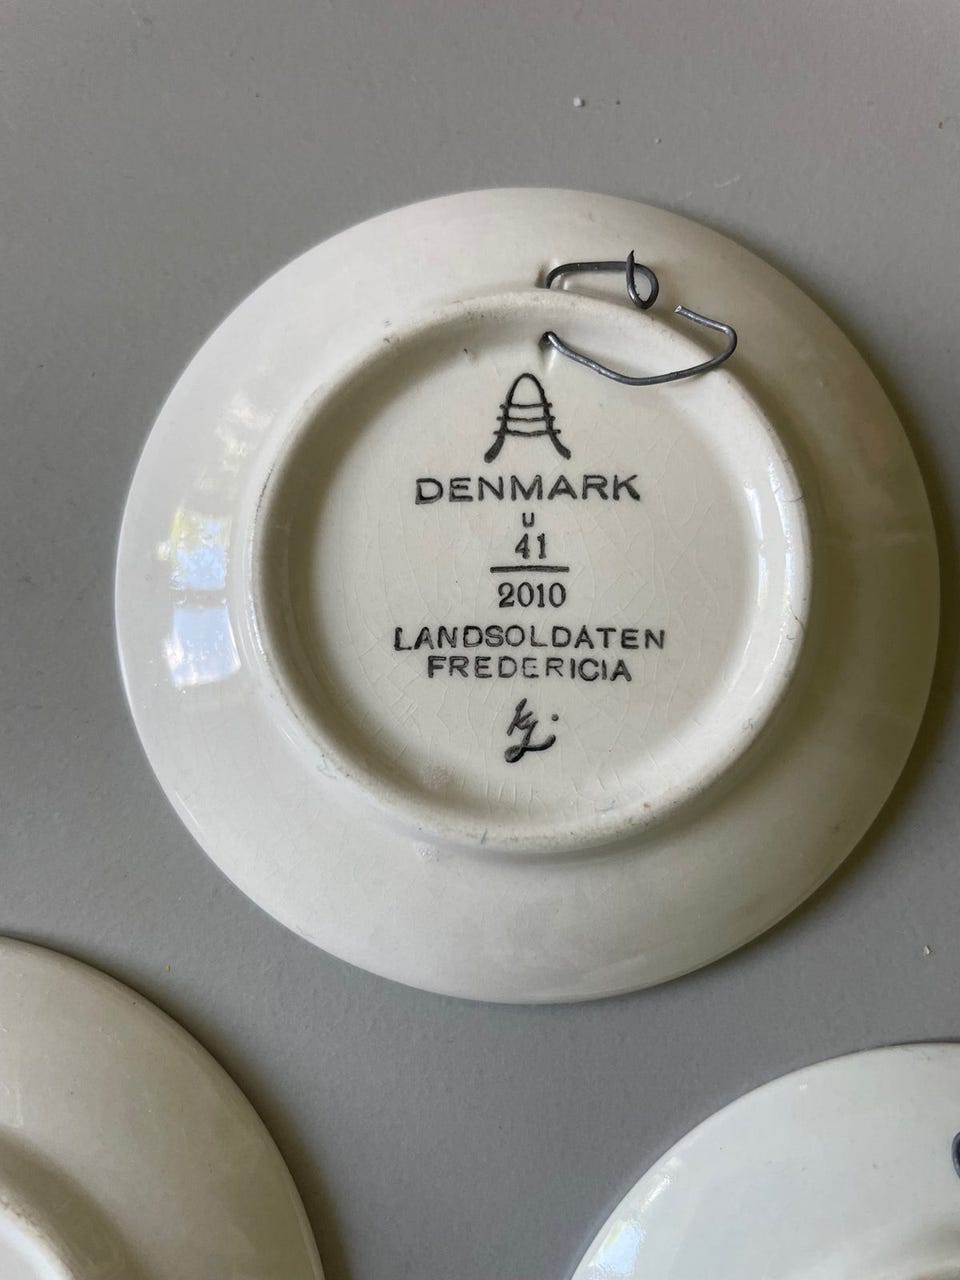 DENMARK
u
41
2010
LANDSOLDATEN
FREDERICIA